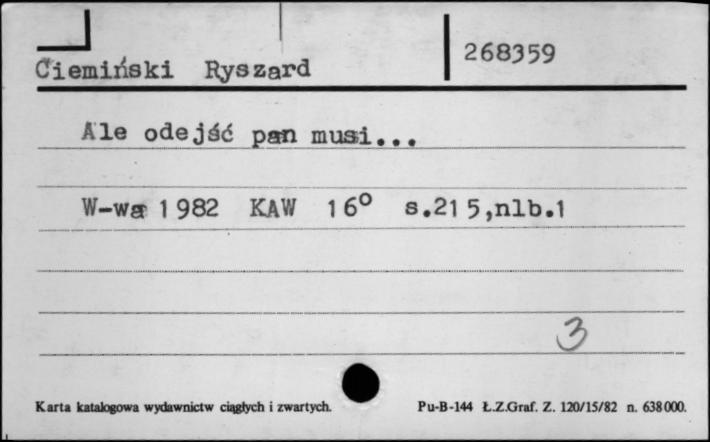 Ciemiński Ryszard 268359
Ale odejść pan musi...
W-wa 1982 KAW 16° s.215,nlb.1
3
Karta katalogowa wydawnictw ciągłych i zwartych. Pu-B-144 Ł.Z.Graf. Z. 120/15/82 n. 638000.